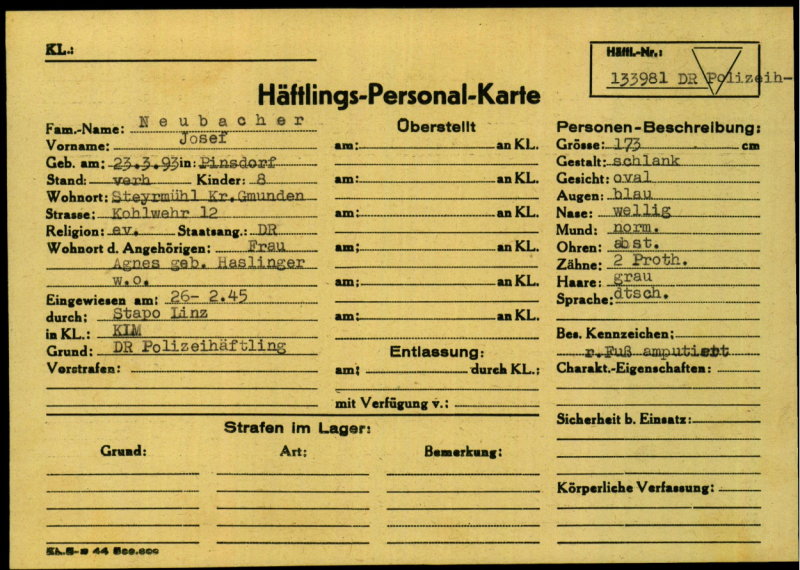 KL.:
Häftl.-Nr.:
133981 DR Polizeih-
Häftlings-Personal-Karte
Fam.-Name: Neubacher
Vorname: Josef
Geb. am: 23.3.93 in: Pinsdorf
Stand: verh Kinder: 8
Wohnort: Steyrmühl Kr.Gmunden
Strasse: Kohlwehr 12
Religion: ev. Staatsang.: DR
Wohnort d. Angehörigen: Frau
Agnes geb. Haslinger
w.o.
Eingewiesen am: 26- 2.45
durch: Stapo Linz
in KL.: KLM
Grund: DR Polizeihäftling
Vorstrafen:
Überstellt
am: an KL.
am: an KL.
am: an KL.
am: an KL.
am: an KL.
am: an KL.
Entlassung:
am: durch KL.:
mit Verfügung v.:
Personen-Beschreibung:
Grösse: 173 cm
Gestalt: schlank
Gesicht: oval
Augen: blau
Nase: wellig
Mund: norm.
Ohren: abst.
Zähne: 2 Proth.
Haare: grau
Sprache: dtsch.
Bes. Kennzeichen:
r.Fuß amputiert
Charakt.-Eigenschaften:
Sicherheit b. Einsatz:
Körperliche Verfassung:
Strafen im Lager:
Grund: Art: Bemerkung:
44 500.000